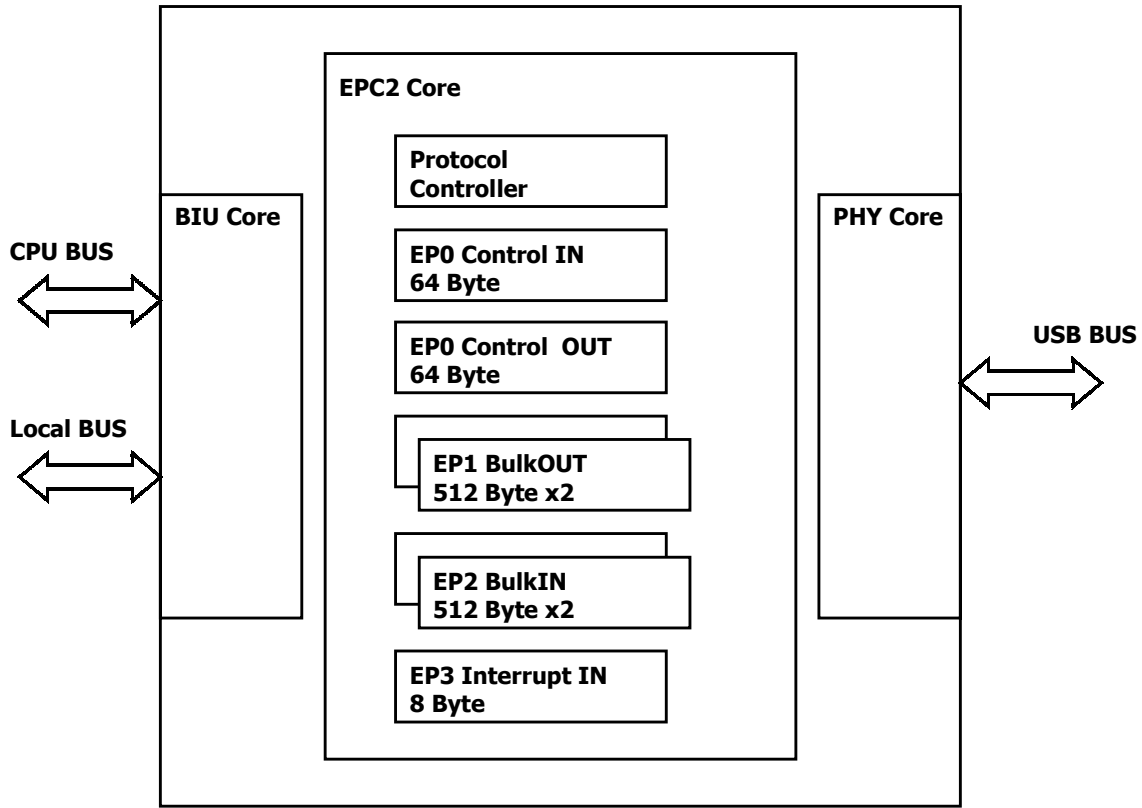 EPC2 Core
Protocol
Controller
BIU Core
PHY Core
CPU BUS
EP0 Control IN
64 Byte
EP0 Control  OUT
64 Byte
USB BUS
Local BUS
EP1 BulkOUT
512 Byte x2
EP2 BulkIN
512 Byte x2
EP3 Interrupt IN
8 Byte